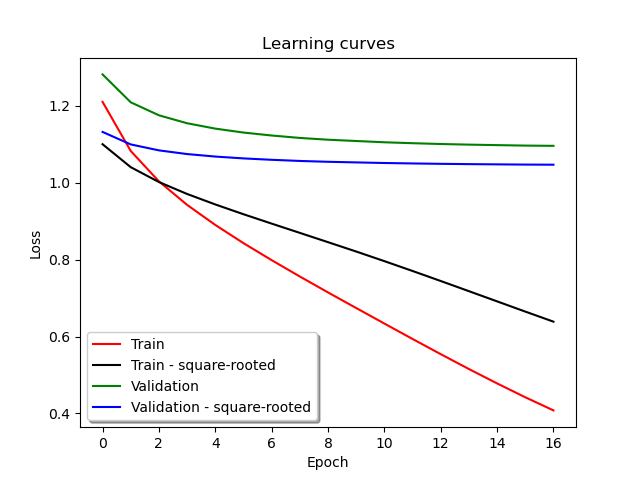 Learning curves
Loss
1.2
1.0
0.8
0.6
0.4
Train
Train - square-rooted
Validation
Validation - square-rooted
0 2 4 6 8 10 12 14 16
Epoch